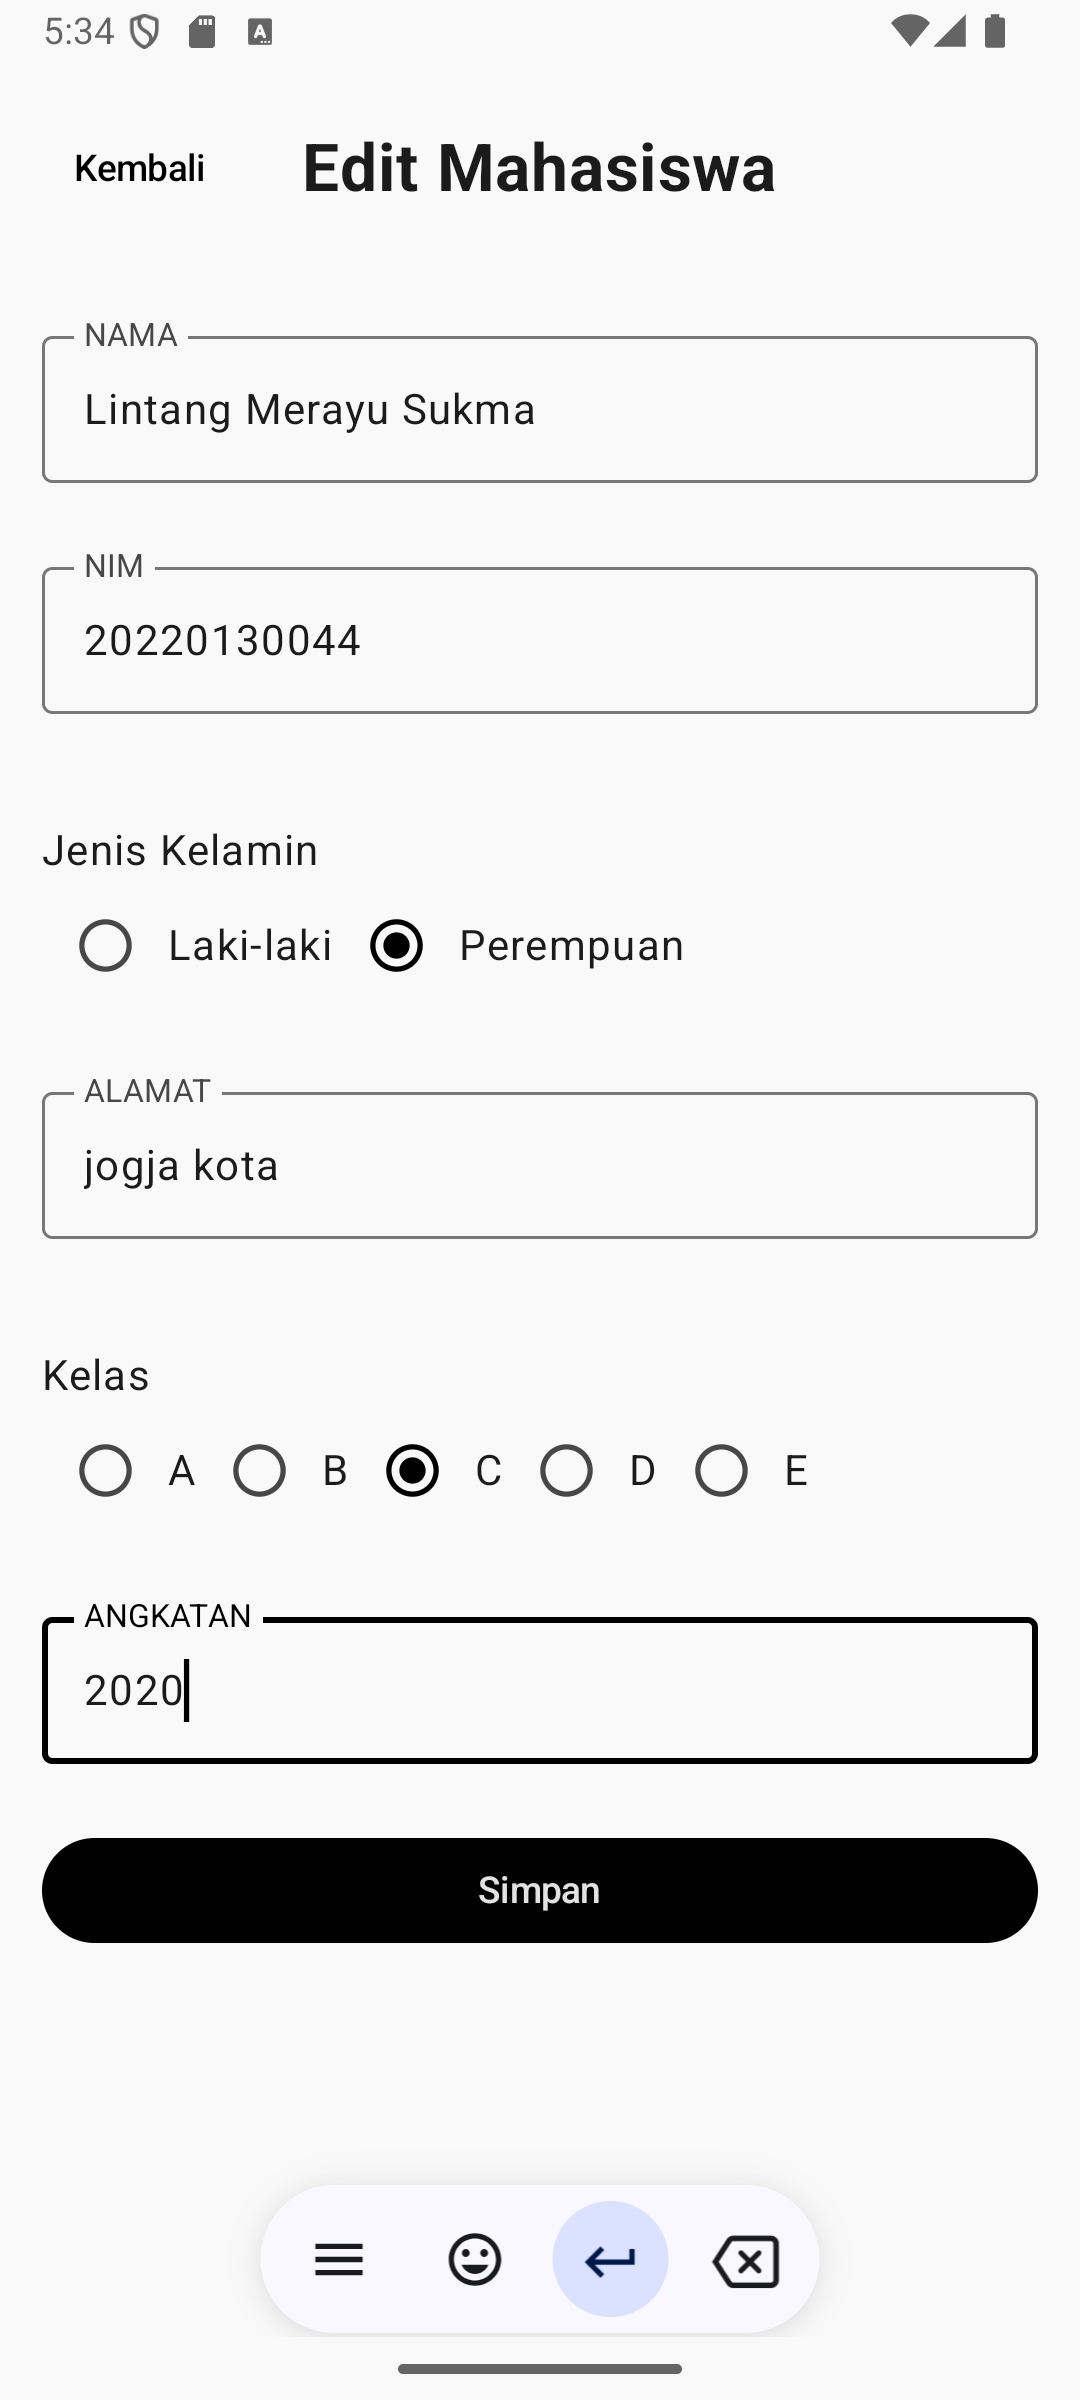 5:34
Kembali
Edit Mahasiswa
NAMA
Lintang Merayu Sukma
NIM
20220130044
Jenis Kelamin
Laki-laki Perempuan
ALAMAT
jogja kota
Kelas
A B C D E
ANGKATAN
2020
Simpan